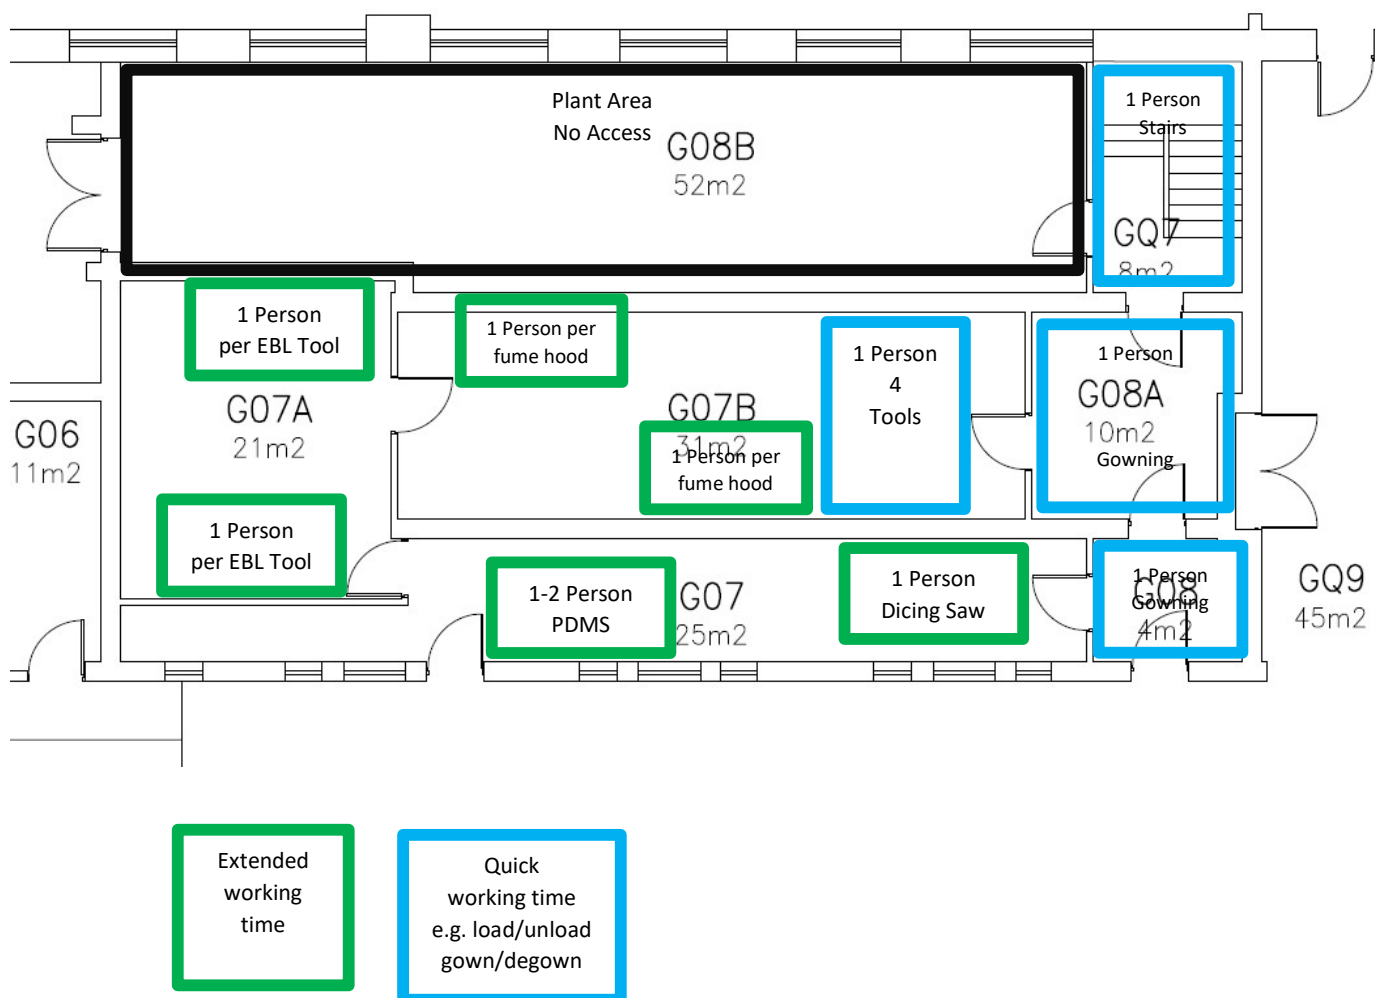 Plant Area
No Access
G08B
52m2
1 Person
Stairs
GQ7
8m2
1 Person
per EBL Tool
1 Person per
fume hood
1 Person
4
Tools
1 Person
G08A
10m2
Gowning
G07A
21m2
G07B
31m2
1 Person per
fume hood
G06
11m2
1 Person
per EBL Tool
1-2 Person
PDMS
G07
25m2
1 Person
Dicing Saw
1 Person
Gowning
G08
4m2
GQ9
45m2
Extended
working
time
Quick
working time
e.g. load/unload
gown/degown